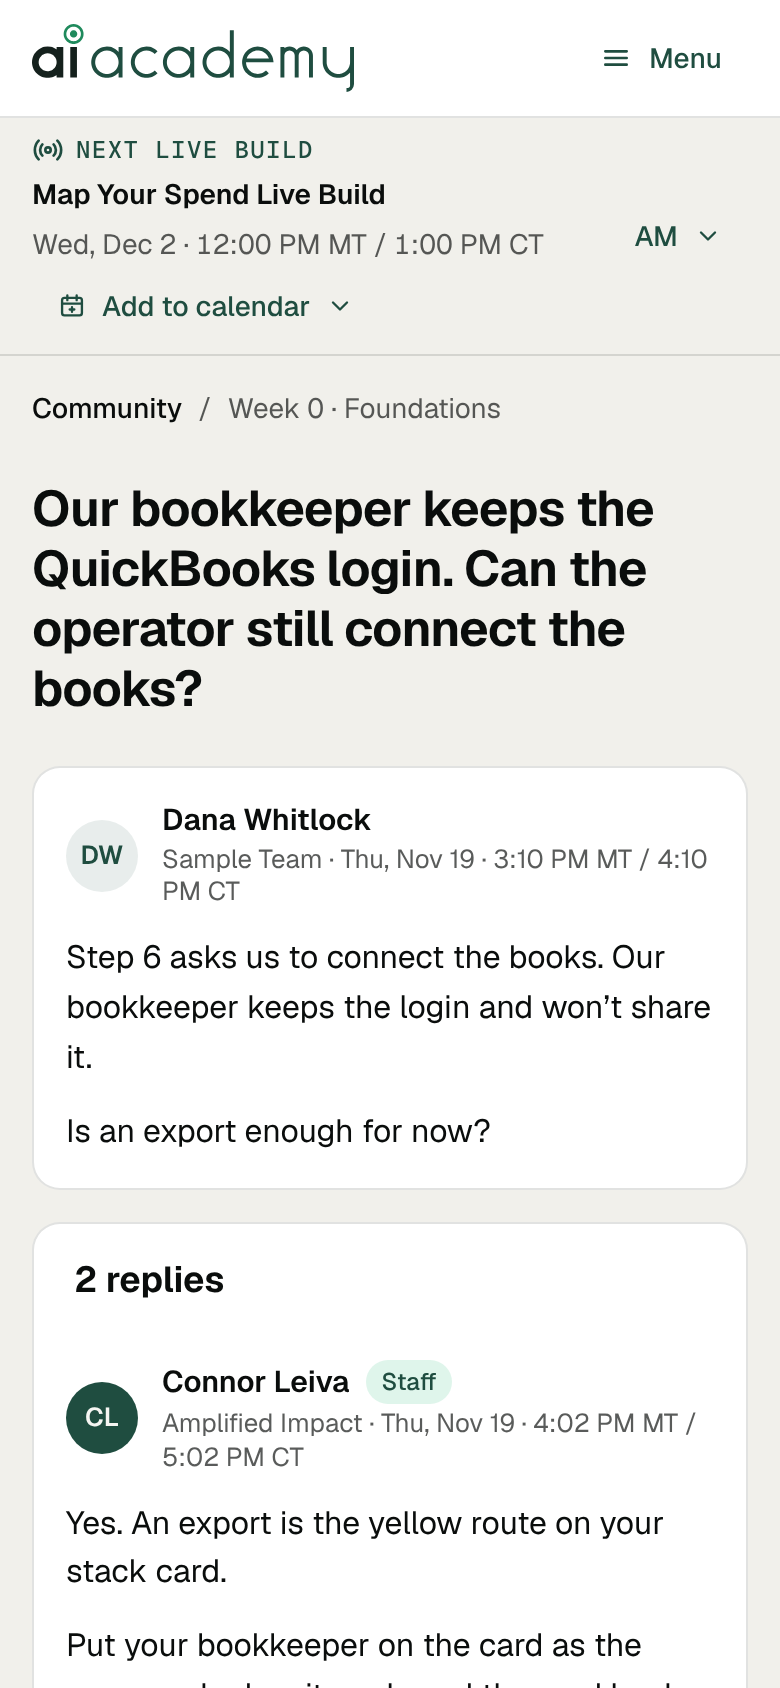 ai academy
Menu
NEXT LIVE BUILD
Map Your Spend Live Build
Wed, Dec 2 · 12:00 PM MT / 1:00 PM CT
AM
Add to calendar
Community / Week 0 · Foundations
Our bookkeeper keeps the
QuickBooks login. Can the
operator still connect the
books?
DW
Dana Whitlock
Sample Team · Thu, Nov 19 · 3:10 PM MT / 4:10
PM CT
Step 6 asks us to connect the books. Our
bookkeeper keeps the login and won’t share
it.
Is an export enough for now?
2 replies
CL
Connor Leiva Staff
Amplified Impact · Thu, Nov 19 · 4:02 PM MT /
5:02 PM CT
Yes. An export is the yellow route on your
stack card.
Put your bookkeeper on the card as the